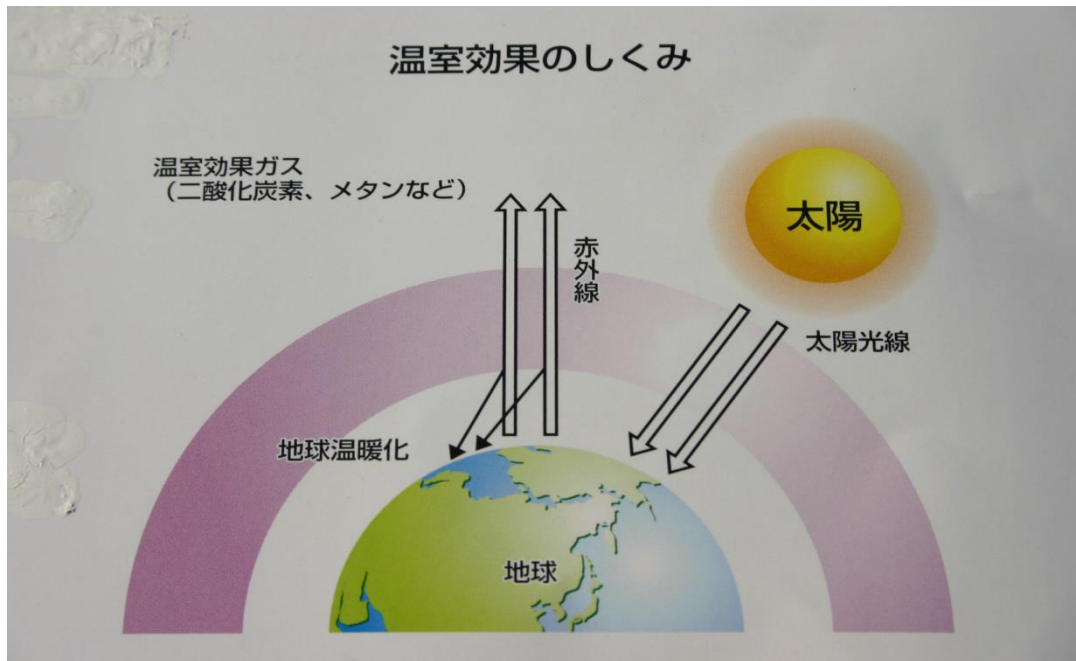 温室効果のしくみ
温室効果ガス
（二酸化炭素、メタンなど）
赤外線
太陽
太陽光線
地球温暖化
地球